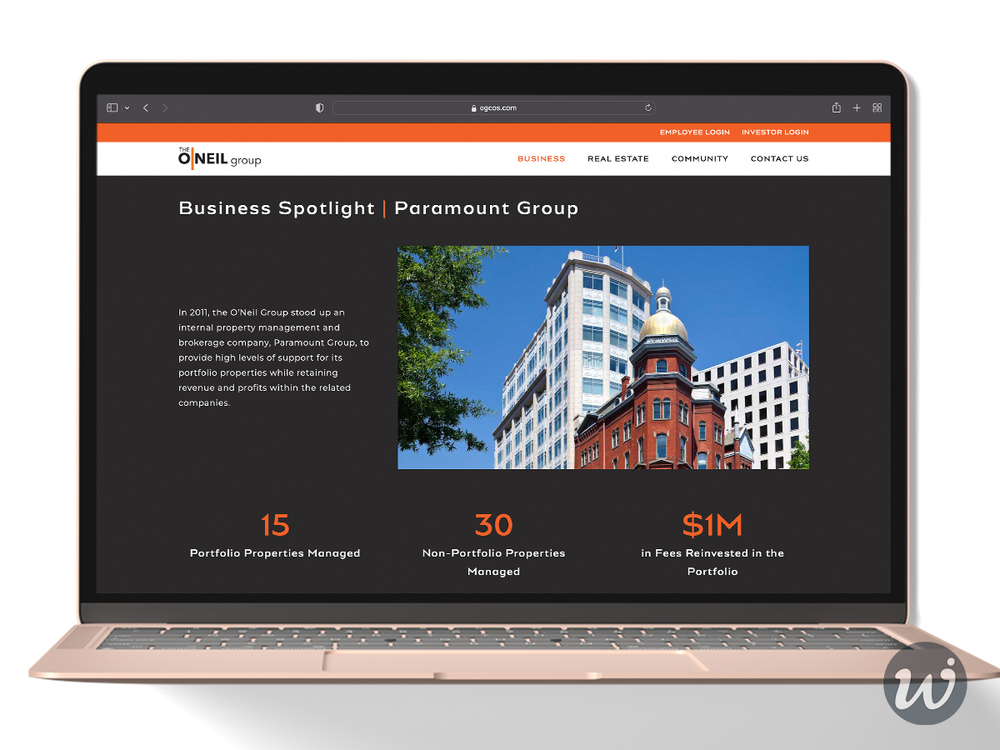 ogcos.com
EMPLOYEE LOGIN INVESTOR LOGIN
THE
O|NEIL group
BUSINESS REAL ESTATE COMMUNITY CONTACT US
Business Spotlight | Paramount Group
In 2011, the O'Neil Group stood up an
internal property management and
brokerage company, Paramount Group, to
provide high levels of support for its
portfolio properties while retaining
revenue and profits within the related
companies.
15
Portfolio Properties Managed
30
Non-Portfolio Properties
Managed
$1M
in Fees Reinvested in the
Portfolio
w